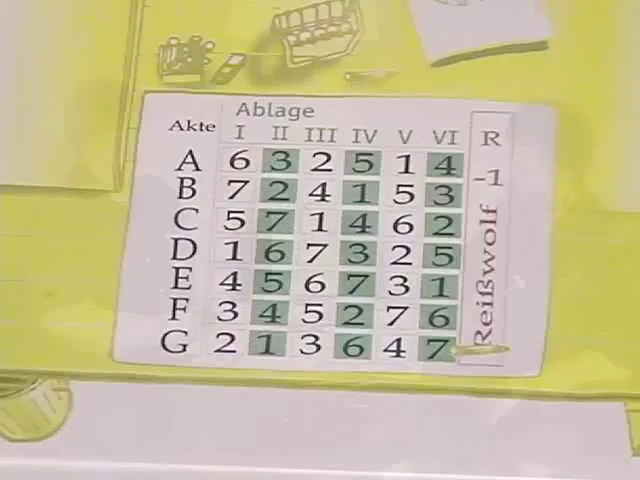 Ablage
Akte I II III IV V VI R
A 6 3 2 5 1 4 -1
B 7 2 4 1 5 3
C 5 7 1 4 6 2
D 1 6 7 3 2 5
E 4 5 6 7 3 1
F 3 4 5 2 7 6
G 2 1 3 6 4 7
Reißwolf